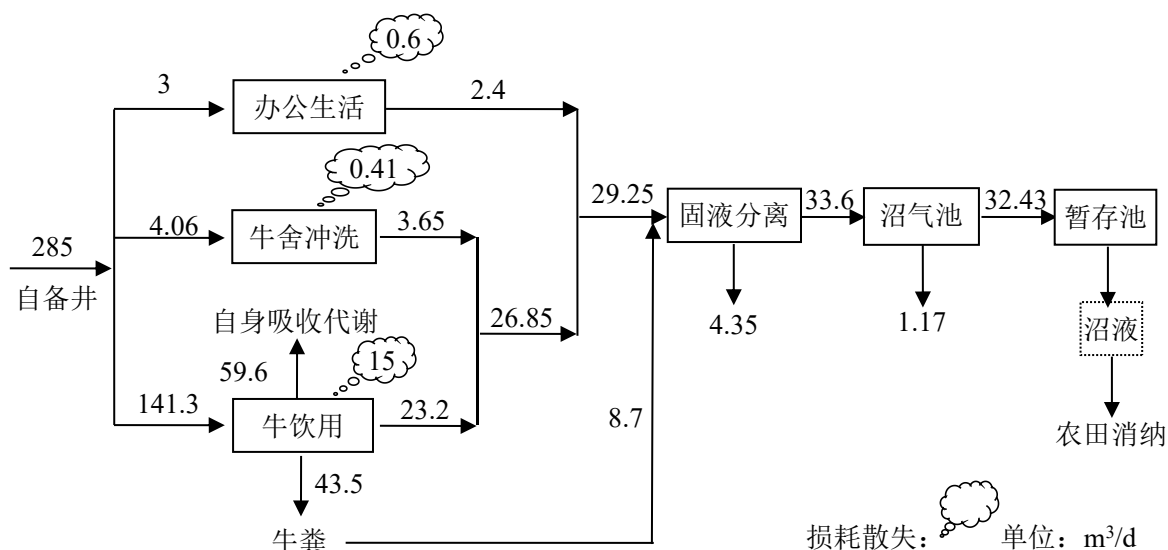 0.6
3
办公生活
2.4
0.41
4.06
牛舍冲洗
3.65
29.25
固液分离
33.6
沼气池
32.43
暂存池
285
自备井
自身吸收代谢
26.85
4.35
1.17
沼液
59.6
15
141.3
牛饮用
23.2
8.7
农田消纳
43.5
牛粪
损耗散失：
单位：m³/d